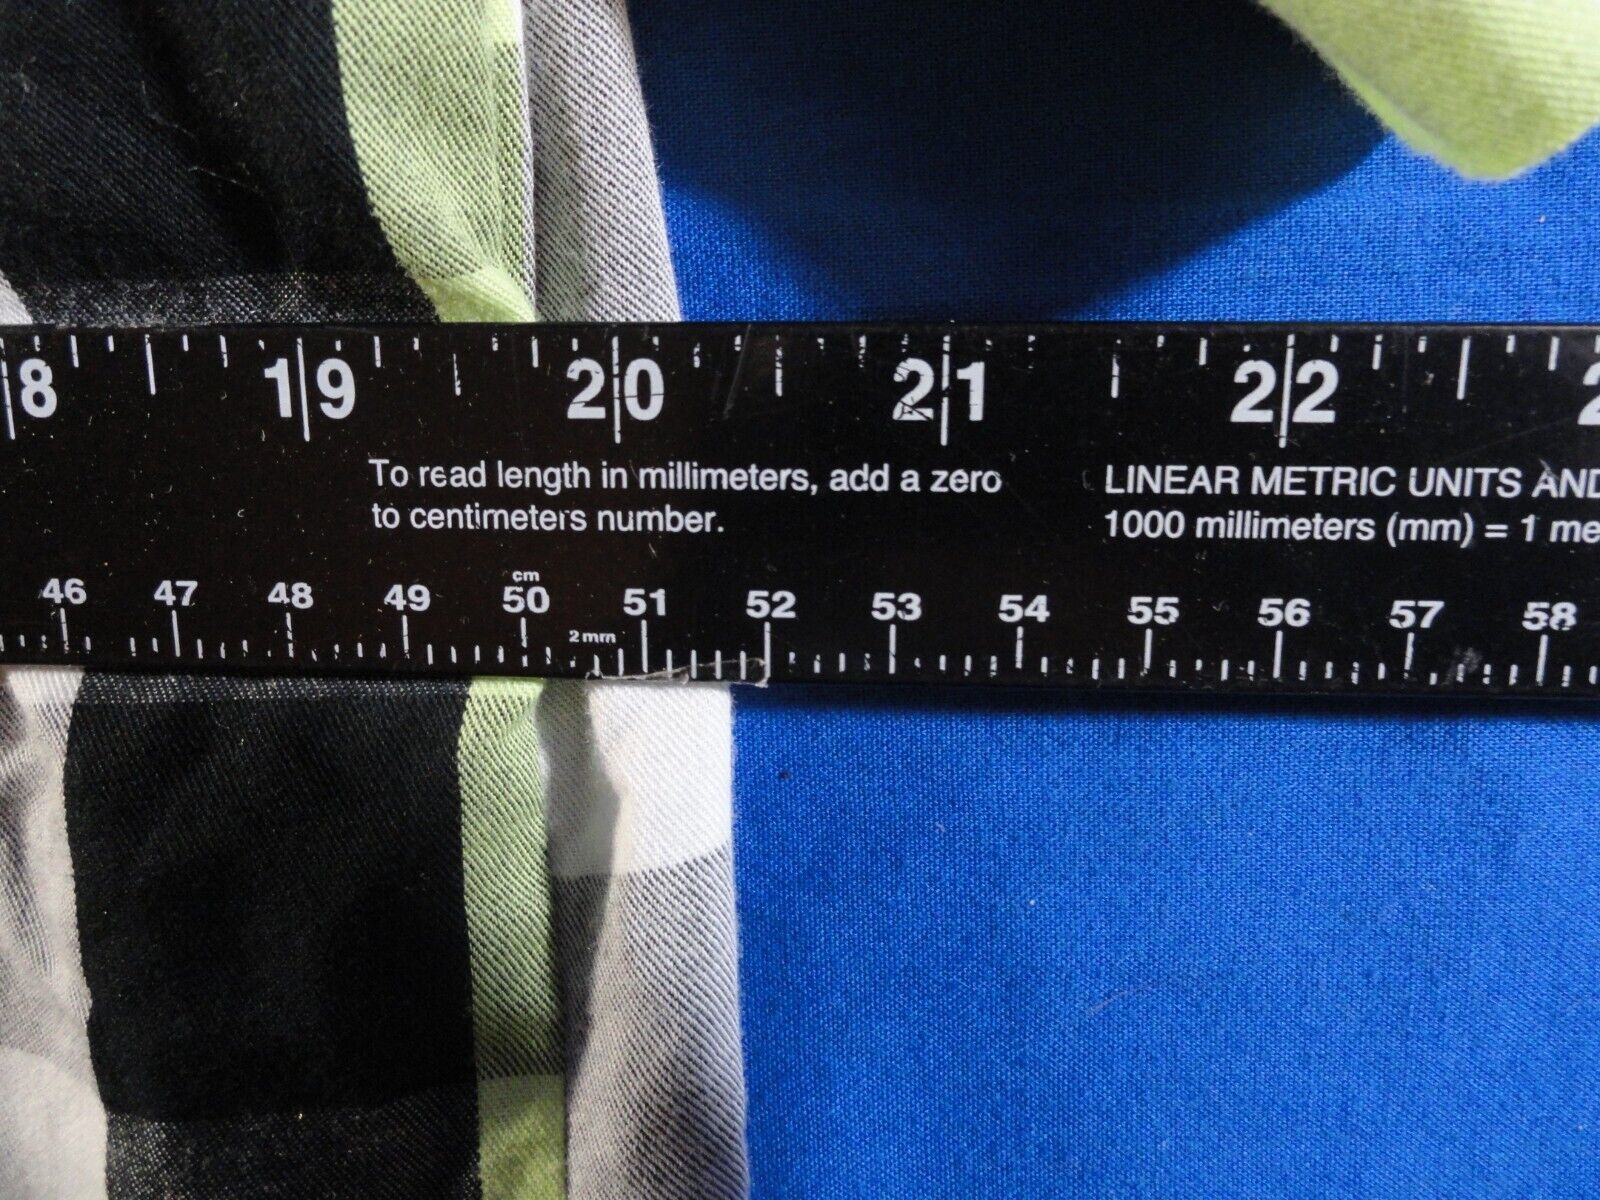 8 19 20 21 22 2
To read length in millimeters, add a zero
to centimeters number.
LINEAR METRIC UNITS AND
1000 millimeters (mm) = 1 me
cm
46 47 48 49 50 51 52 53 54 55 56 57 58
2mm